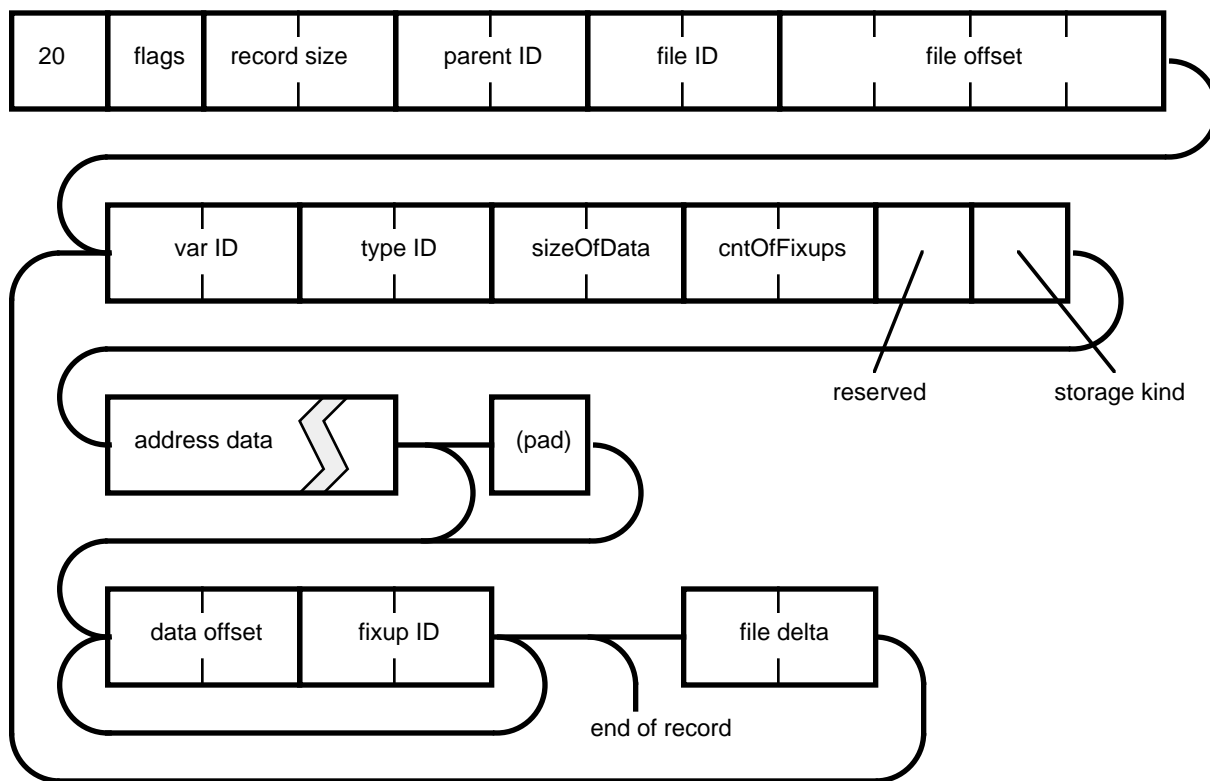 20 flags record size parent ID file ID file offset
var ID type ID sizeOfData cntOfFixups
reserved storage kind
address data (pad)
data offset fixup ID file delta
end of record